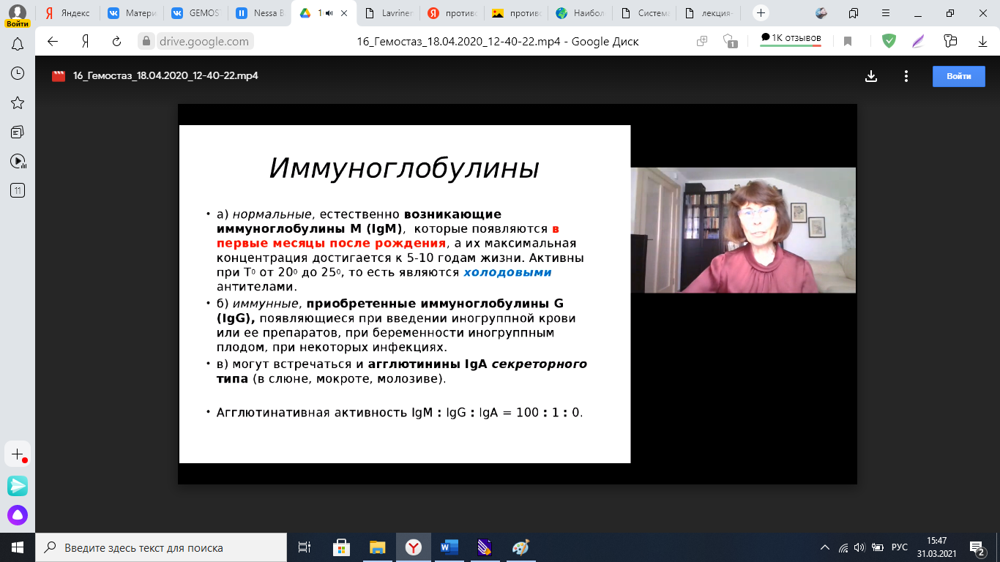 Яндекс
Матери
GEMOS
Nessa B
1
Lavriner
против
против
Наибол
Система
лекция-
Войти
drive.google.com
16_Гемостаз_18.04.2020_12-40-22.mp4 - Google Диск
1
1K отзывов
16_Гемостаз_18.04.2020_12-40-22.mp4
Войти
11
Иммуноглобулины
• а) нормальные, естественно возникающие
иммуноглобулины М (IgM), которые появляются в
первые месяцы после рождения, а их максимальная
концентрация достигается к 5-10 годам жизни. Активны
при Т⁰ от 20⁰ до 25⁰, то есть являются холодовыми
антителами.
• б) иммунные, приобретенные иммуноглобулины G
(IgG), появляющиеся при введении иногруппной крови
или ее препаратов, при беременности иногруппным
плодом, при некоторых инфекциях.
• в) могут встречаться и агглютинины IgA секреторного
типа (в слюне, мокроте, молозиве).
• Агглютинативная активность IgM : IgG : IgA = 100 : 1 : 0.
Введите здесь текст для поиска
РУС
15:47
31.03.2021
2